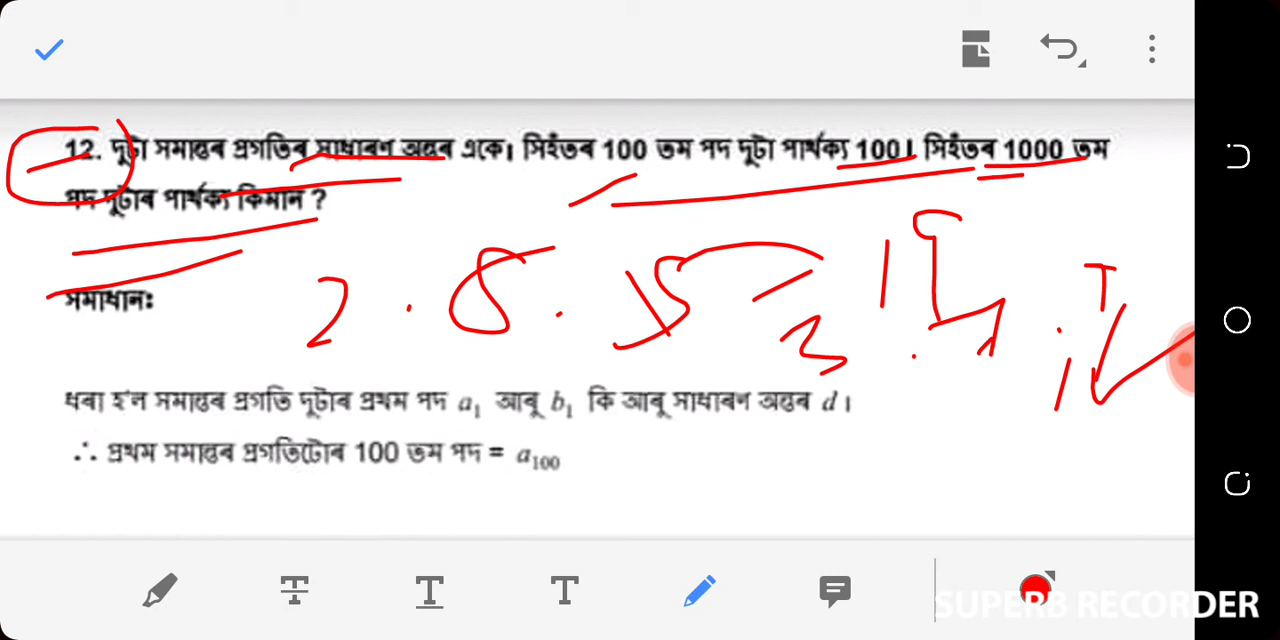 12. দুটা সমান্তৰ প্ৰগতিৰ সাধাৰণ অন্তৰ একে। সিহঁতৰ 100 তম পদ দুটা পাৰ্থক্য 100। সিহঁতৰ 1000 তম
পদ দুটাৰ পাৰ্থক্য কিমান ?
2 . 8 .
সমাধানঃ
ধৰা হ'ল সমান্তৰ প্ৰগতি দুটাৰ প্ৰথম পদ a₁ আৰু b₁ কি আৰু সাধাৰণ অন্তৰ d।
∴ প্ৰথম সমান্তৰ প্ৰগতিটোৰ 100 তম পদ = a₁₀₀
SUPERB RECORDER